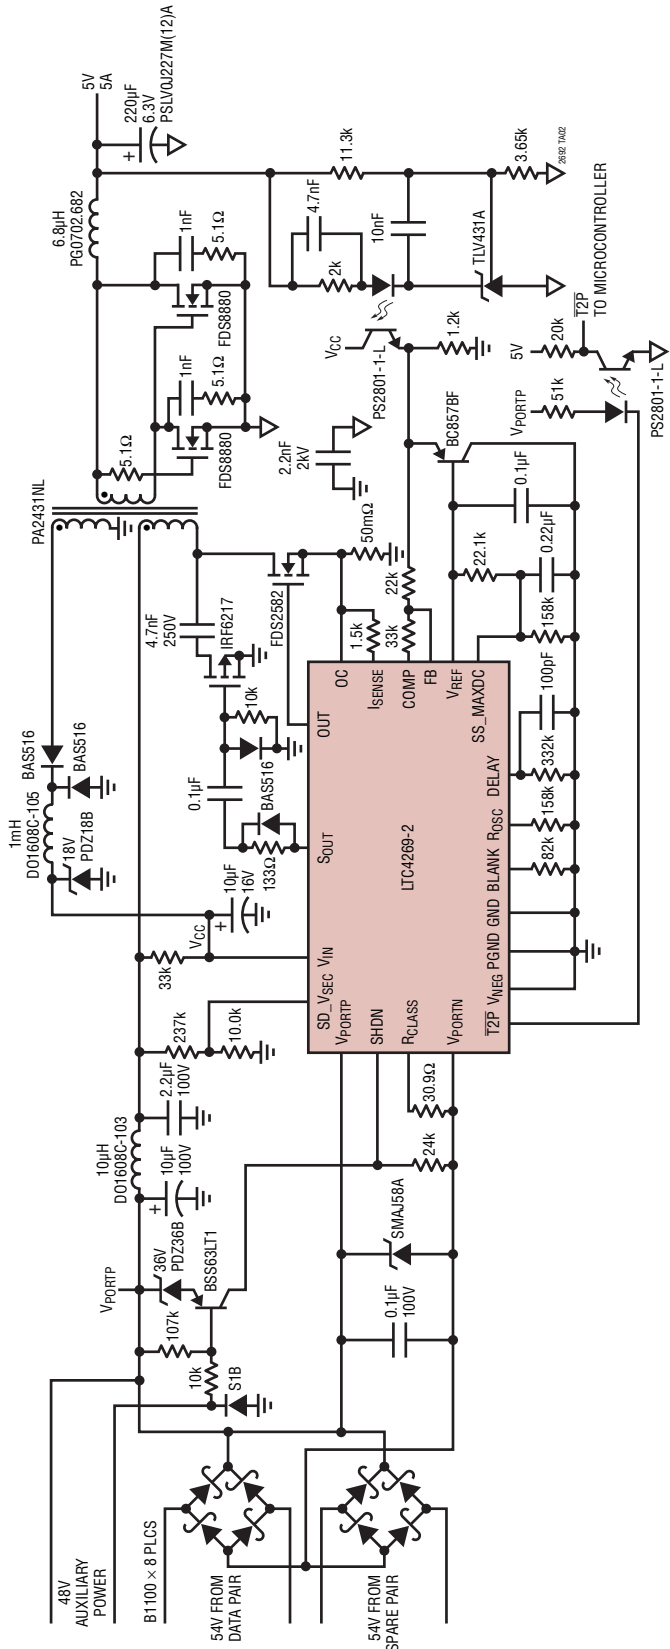 48V
AUXILIARY
POWER
B1100 × 8 PLCS
54V FROM
DATA PAIR
54V FROM
SPARE PAIR
S1B
10k
107k
VPORTP
36V
PDZ36B
BSS63LT1
10µH
DO1608C-103
+
10µF
100V
2.2µF
100V
0.1µF
100V
SMAJ58A
24k
30.9Ω
237k
10.0k
33k
VCC
+
10µF
16V
1mH
DO1608C-105
18V
PDZ18B
BAS516
BAS516
133Ω
BAS516
0.1µF
10k
IRF6217
4.7nF
250V
FDS2582
PA2431NL
5.1Ω
FDS8880
1nF
5.1Ω
FDS8880
1nF
5.1Ω
6.8µH
PG0702.682
5V
5A
+
220µF
6.3V
PSLV0J227M(12)A
SD_VSEC
VIN
SOUT
OUT
VPORTP
SHDN
RCLASS
VPORTN
LTC4269-2
OC
ISENSE
COMP
FB
VREF
SS_MAXDC
T2P
VNEG
PGND
GND
BLANK
ROSC
DELAY
50mΩ
1.5k
33k
22k
2.2nF
2kV
VCC
PS2801-1-L
1.2k
BC857BF
2k
4.7nF
10nF
11.3k
3.65k
TLV431A
2692 TA02
82k
158k
332k
100pF
158k
0.22µF
22.1k
0.1µF
VPORTP
51k
5V
20k
T2P
TO MICROCONTROLLER
PS2801-1-L